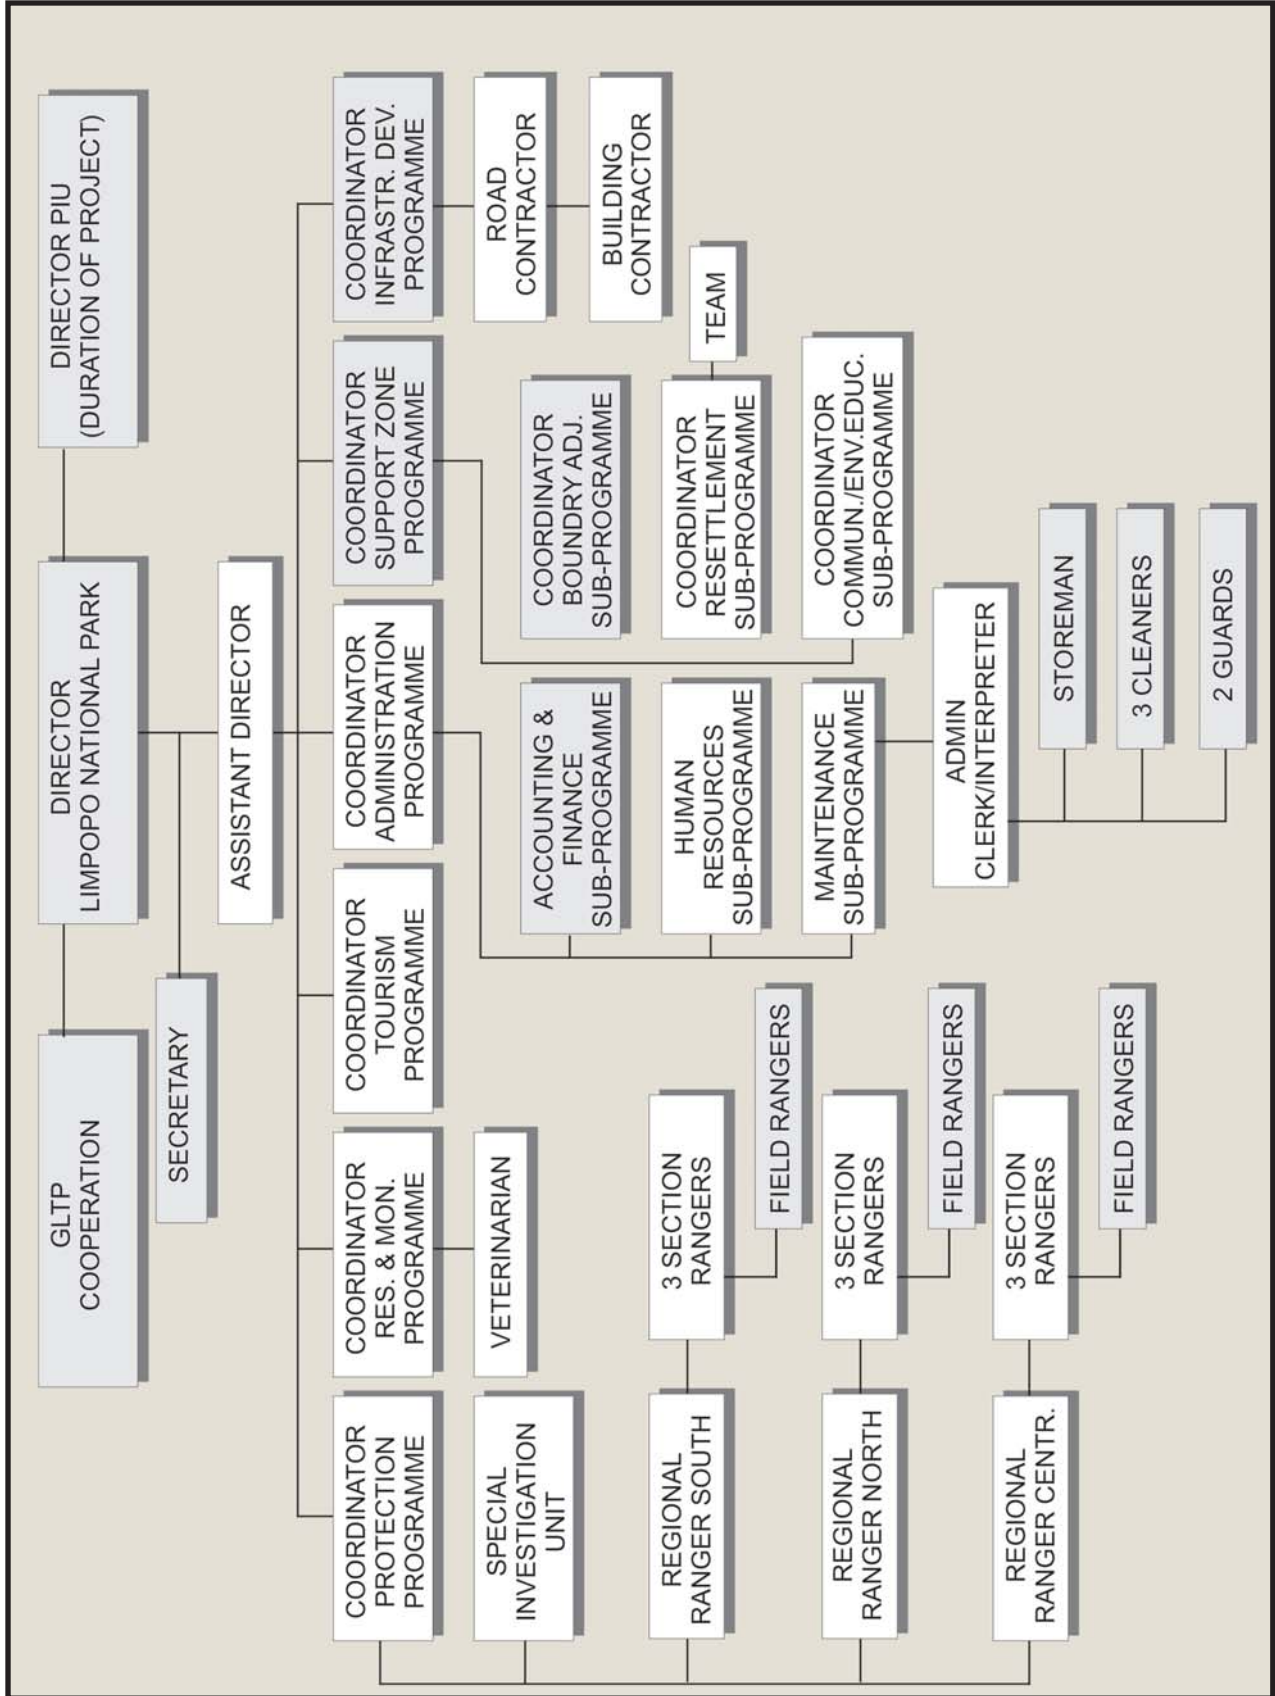 GLTP
COOPERATION
DIRECTOR
LIMPOPO NATIONAL PARK
DIRECTOR PIU
(DURATION OF PROJECT)
SECRETARY
ASSISTANT DIRECTOR
COORDINATOR
PROTECTION
PROGRAMME
COORDINATOR
RES. & MON.
PROGRAMME
COORDINATOR
TOURISM
PROGRAMME
COORDINATOR
ADMINISTRATION
PROGRAMME
COORDINATOR
SUPPORT ZONE
PROGRAMME
COORDINATOR
INFRASTR. DEV.
PROGRAMME
SPECIAL
INVESTIGATION
UNIT
VETERINARIAN
ROAD
CONTRACTOR
ACCOUNTING &
FINANCE
SUB-PROGRAMME
COORDINATOR
BOUNDRY ADJ.
SUB-PROGRAMME
BUILDING
CONTRACTOR
REGIONAL
RANGER SOUTH
3 SECTION
RANGERS
FIELD RANGERS
HUMAN
RESOURCES
SUB-PROGRAMME
COORDINATOR
RESETTLEMENT
SUB-PROGRAMME
TEAM
REGIONAL
RANGER NORTH
3 SECTION
RANGERS
FIELD RANGERS
MAINTENANCE
SUB-PROGRAMME
COORDINATOR
COMMUN./ENV.EDUC.
SUB-PROGRAMME
ADMIN
CLERK/INTERPRETER
REGIONAL
RANGER CENTR.
3 SECTION
RANGERS
FIELD RANGERS
STOREMAN
3 CLEANERS
2 GUARDS